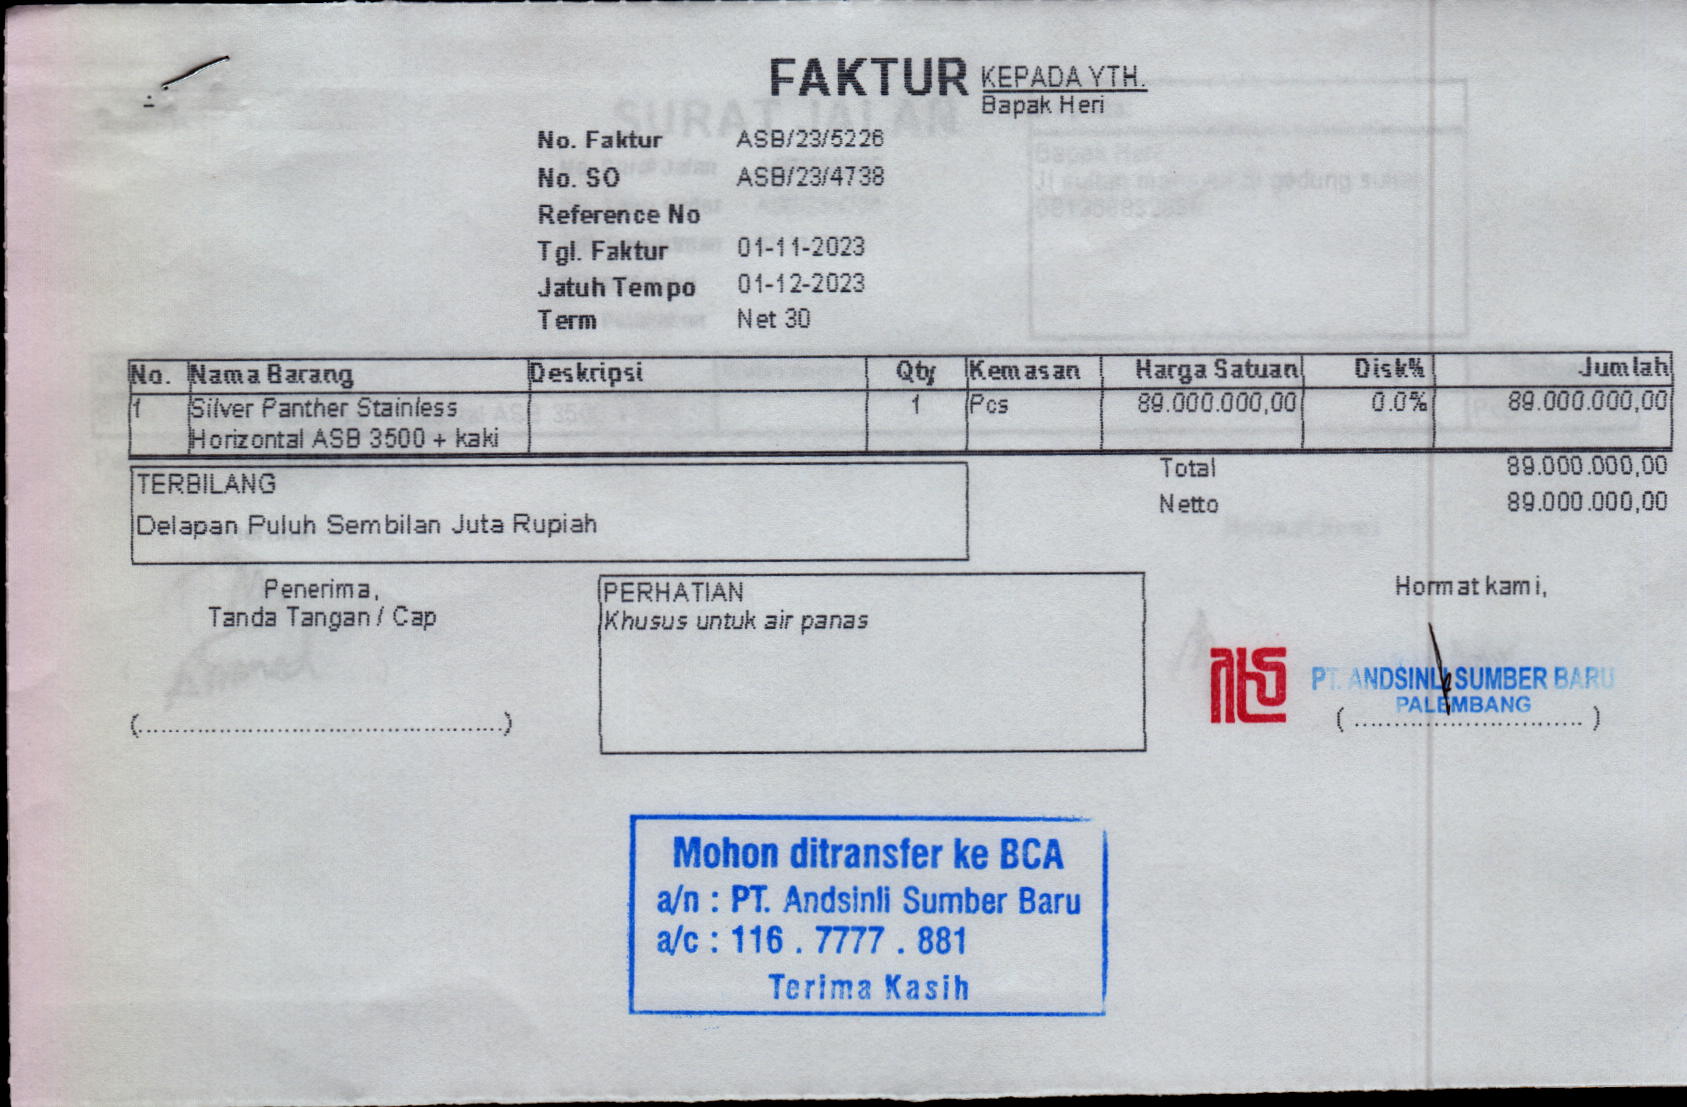 FAKTUR
KEPADA YTH.
Bapak Heri
No. Faktur ASB/23/5226
No. SO ASB/23/4738
Reference No
Tgl. Faktur 01-11-2023
Jatuh Tempo 01-12-2023
Term Net 30
No. Nama Barang Deskripsi Qty Kemasan Harga Satuan Disk% Jumlah
1 Silver Panther Stainless 1 Pcs 89.000.000,00 0.0% 89.000.000,00
Horizontal ASB 3500 + kaki
Total 89.000.000,00
Netto 89.000.000,00
TERBILANG
Delapan Puluh Sembilan Juta Rupiah
Penerima,
Tanda Tangan / Cap
(..................................................)
PERHATIAN
Khusus untuk air panas
Hormat kami,
PT. ANDSINLI SUMBER BARU
PALEMBANG
( ............................... )
Mohon ditransfer ke BCA
a/n : PT. Andsinli Sumber Baru
a/c : 116 . 7777 . 881
Terima Kasih